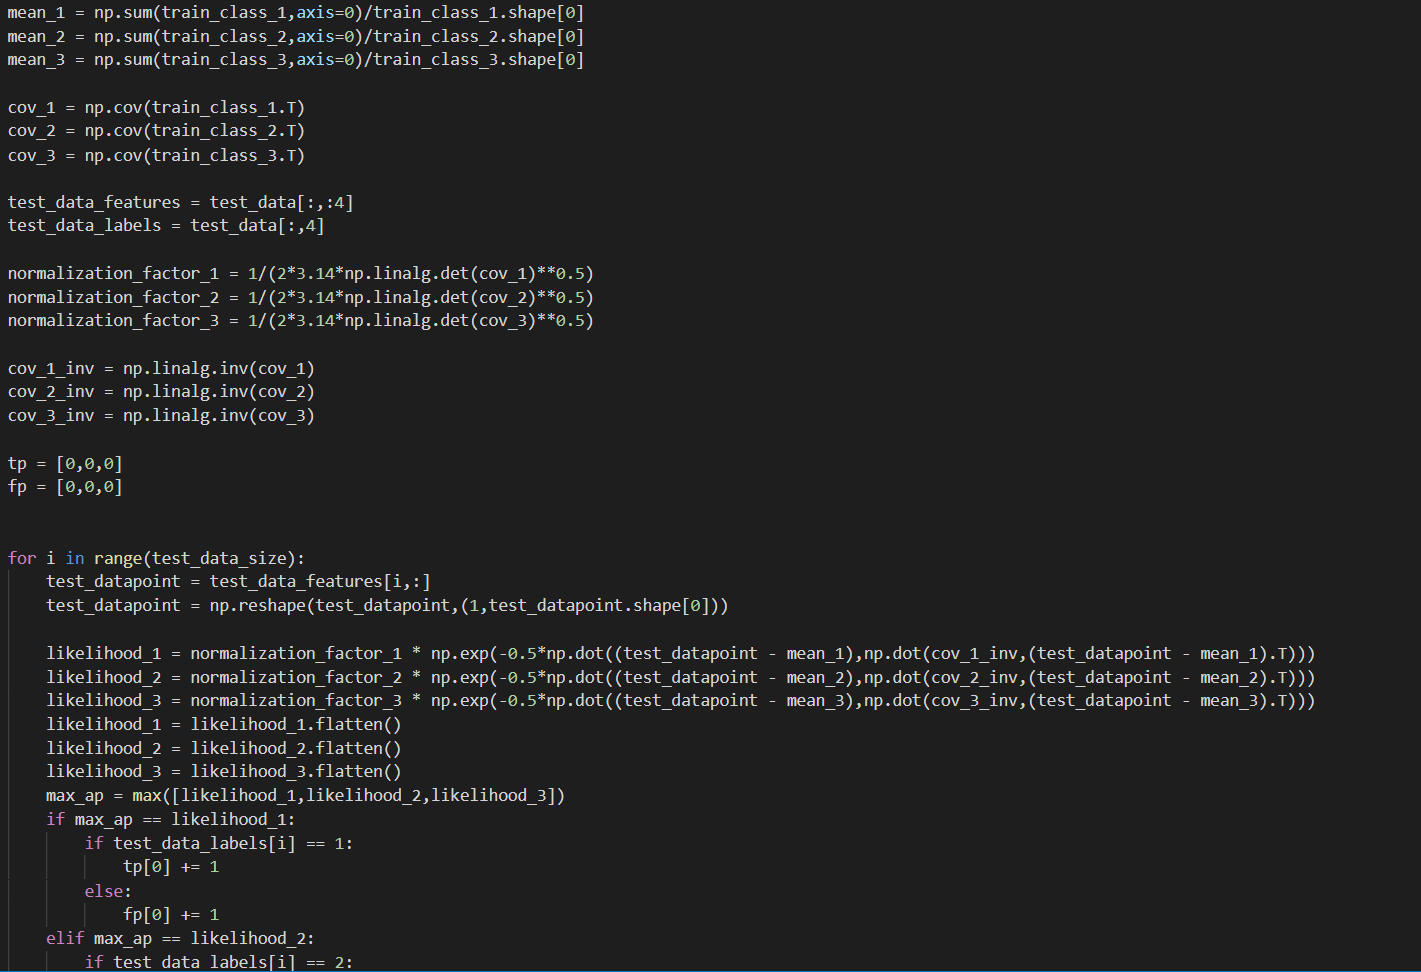 mean_1 = np.sum(train_class_1,axis=0)/train_class_1.shape[0]
mean_2 = np.sum(train_class_2,axis=0)/train_class_2.shape[0]
mean_3 = np.sum(train_class_3,axis=0)/train_class_3.shape[0]
cov_1 = np.cov(train_class_1.T)
cov_2 = np.cov(train_class_2.T)
cov_3 = np.cov(train_class_3.T)
test_data_features = test_data[:,:4]
test_data_labels = test_data[:,4]
normalization_factor_1 = 1/(2*3.14*np.linalg.det(cov_1)**0.5)
normalization_factor_2 = 1/(2*3.14*np.linalg.det(cov_2)**0.5)
normalization_factor_3 = 1/(2*3.14*np.linalg.det(cov_3)**0.5)
cov_1_inv = np.linalg.inv(cov_1)
cov_2_inv = np.linalg.inv(cov_2)
cov_3_inv = np.linalg.inv(cov_3)
tp = [0,0,0]
fp = [0,0,0]
for i in range(test_data_size):
    test_datapoint = test_data_features[i,:]
    test_datapoint = np.reshape(test_datapoint,(1,test_datapoint.shape[0]))
    likelihood_1 = normalization_factor_1 * np.exp(-0.5*np.dot((test_datapoint - mean_1),np.dot(cov_1_inv,(test_datapoint - mean_1).T)))
    likelihood_2 = normalization_factor_2 * np.exp(-0.5*np.dot((test_datapoint - mean_2),np.dot(cov_2_inv,(test_datapoint - mean_2).T)))
    likelihood_3 = normalization_factor_3 * np.exp(-0.5*np.dot((test_datapoint - mean_3),np.dot(cov_3_inv,(test_datapoint - mean_3).T)))
    likelihood_1 = likelihood_1.flatten()
    likelihood_2 = likelihood_2.flatten()
    likelihood_3 = likelihood_3.flatten()
    max_ap = max([likelihood_1,likelihood_2,likelihood_3])
    if max_ap == likelihood_1:
        if test_data_labels[i] == 1:
            tp[0] += 1
        else:
            fp[0] += 1
    elif max_ap == likelihood_2:
        if test_data_labels[i] == 2: